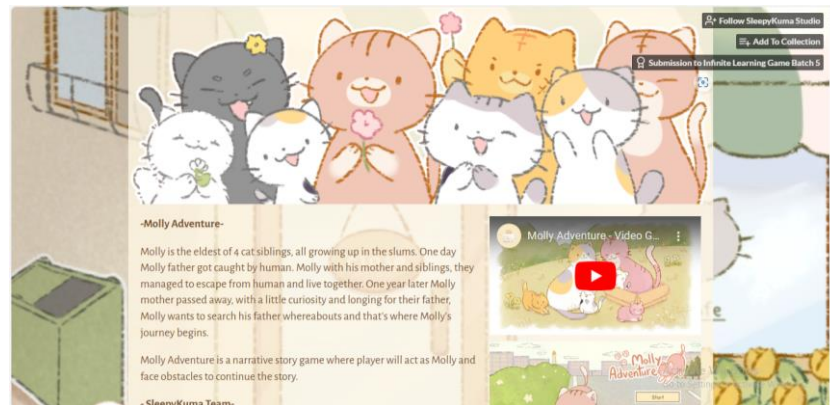 Follow SleepyKuma Studio
Add To Collection
Submission to Infinite Learning Game Batch 5
-Molly Adventure-
Molly is the eldest of 4 cat siblings, all growing up in the slums. One day
Molly father got caught by human. Molly with his mother and siblings, they
managed to escape from human and live together. One year later Molly
mother passed away, with a little curiosity and longing for their father,
Molly wants to search his father whereabouts and that's where Molly's
journey begins.
Molly Adventure is a narrative story game where player will act as Molly and
face obstacles to continue the story.
- SleepyKuma Team-
Molly Adventure - Video G...
Molly
Adventure
Start